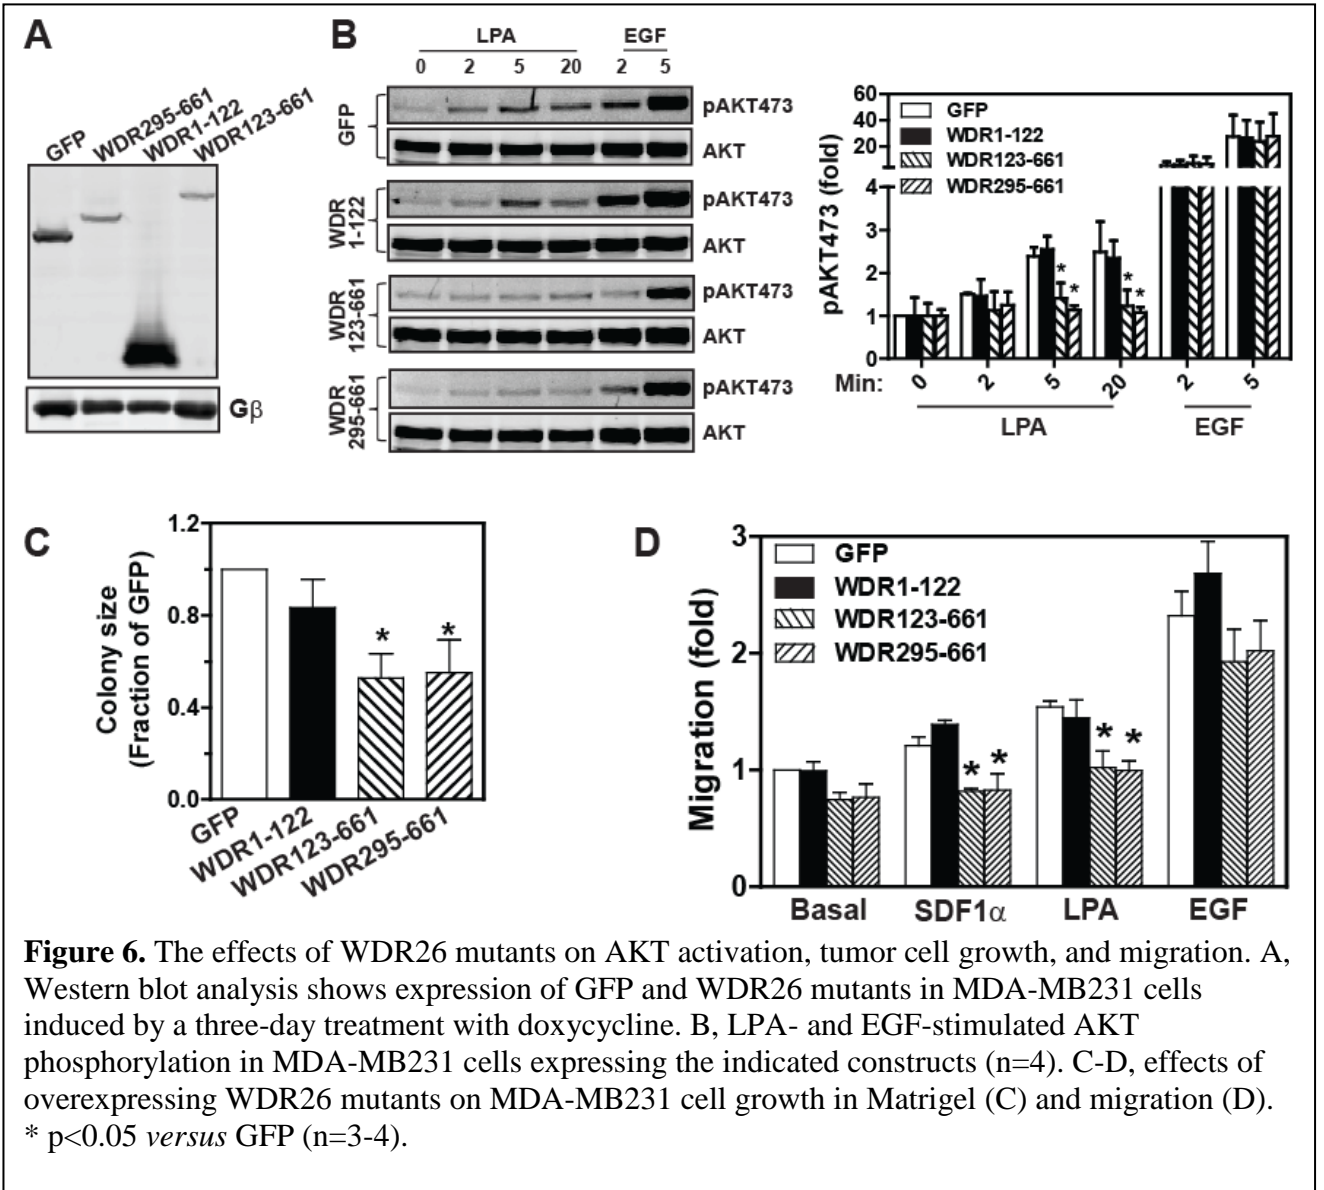 A
GFP
WDR295-661
WDR1-122
WDR123-661
Gβ
B
LPA
EGF
0 2 5 20 2 5
GFP
pAKT473
AKT
WDR
1-122
pAKT473
AKT
WDR
123-661
pAKT473
AKT
WDR
295-661
pAKT473
AKT
pAKT473 (fold)
60
40
20
4
3
2
1
0
GFP
WDR1-122
WDR123-661
WDR295-661
* * * *
Min: 0 2 5 20 2 5
LPA EGF
C
Colony size
(Fraction of GFP)
1.2
0.8
0.4
0.0
* *
GFP
WDR1-122
WDR123-661
WDR295-661
D
Migration (fold)
3
2
1
0
GFP
WDR1-122
WDR123-661
WDR295-661
* * * *
Basal SDF1α LPA EGF
Figure 6. The effects of WDR26 mutants on AKT activation, tumor cell growth, and migration. A,
Western blot analysis shows expression of GFP and WDR26 mutants in MDA-MB231 cells
induced by a three-day treatment with doxycycline. B, LPA- and EGF-stimulated AKT
phosphorylation in MDA-MB231 cells expressing the indicated constructs (n=4). C-D, effects of
overexpressing WDR26 mutants on MDA-MB231 cell growth in Matrigel (C) and migration (D).
* p<0.05 versus GFP (n=3-4).